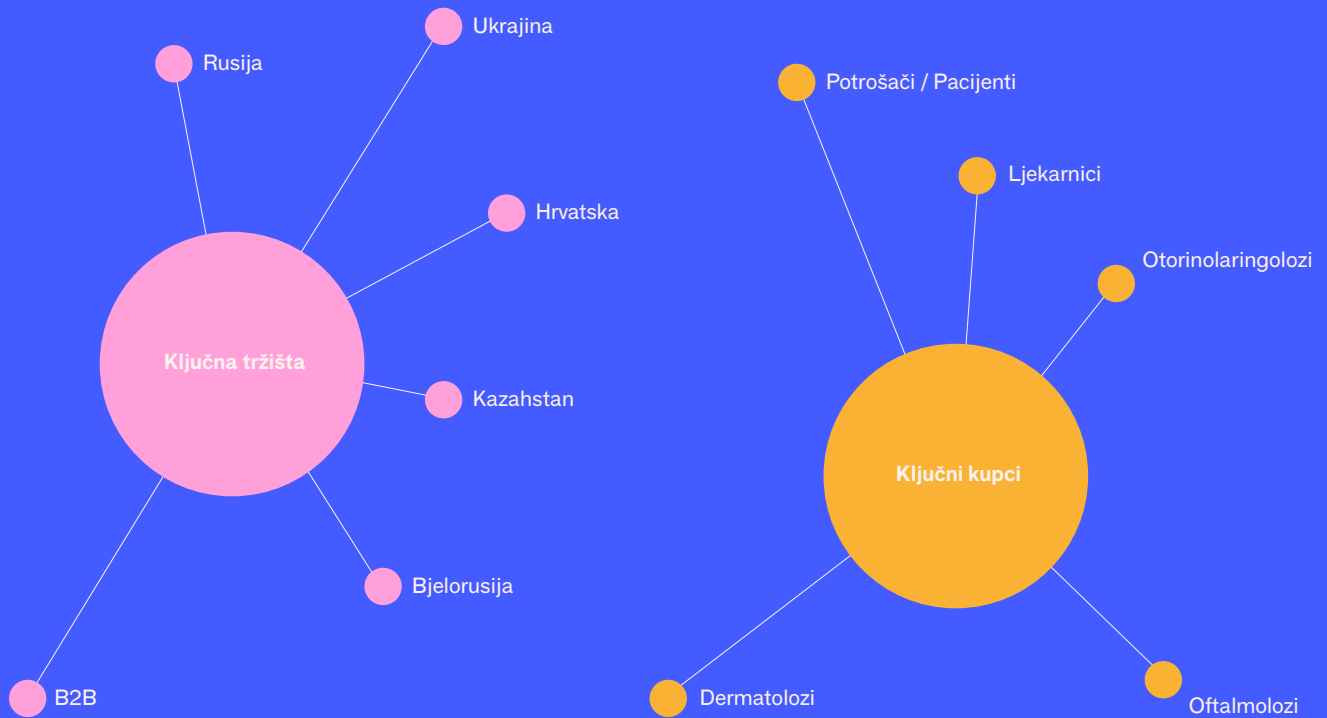 Ukrajina
Rusija
Hrvatska
Ključna tržišta
Kazahstan
Bjelorusija
B2B
Potrošači / Pacijenti
Ljekarnici
Otorinolaringolozi
Ključni kupci
Dermatolozi
Oftalmolozi